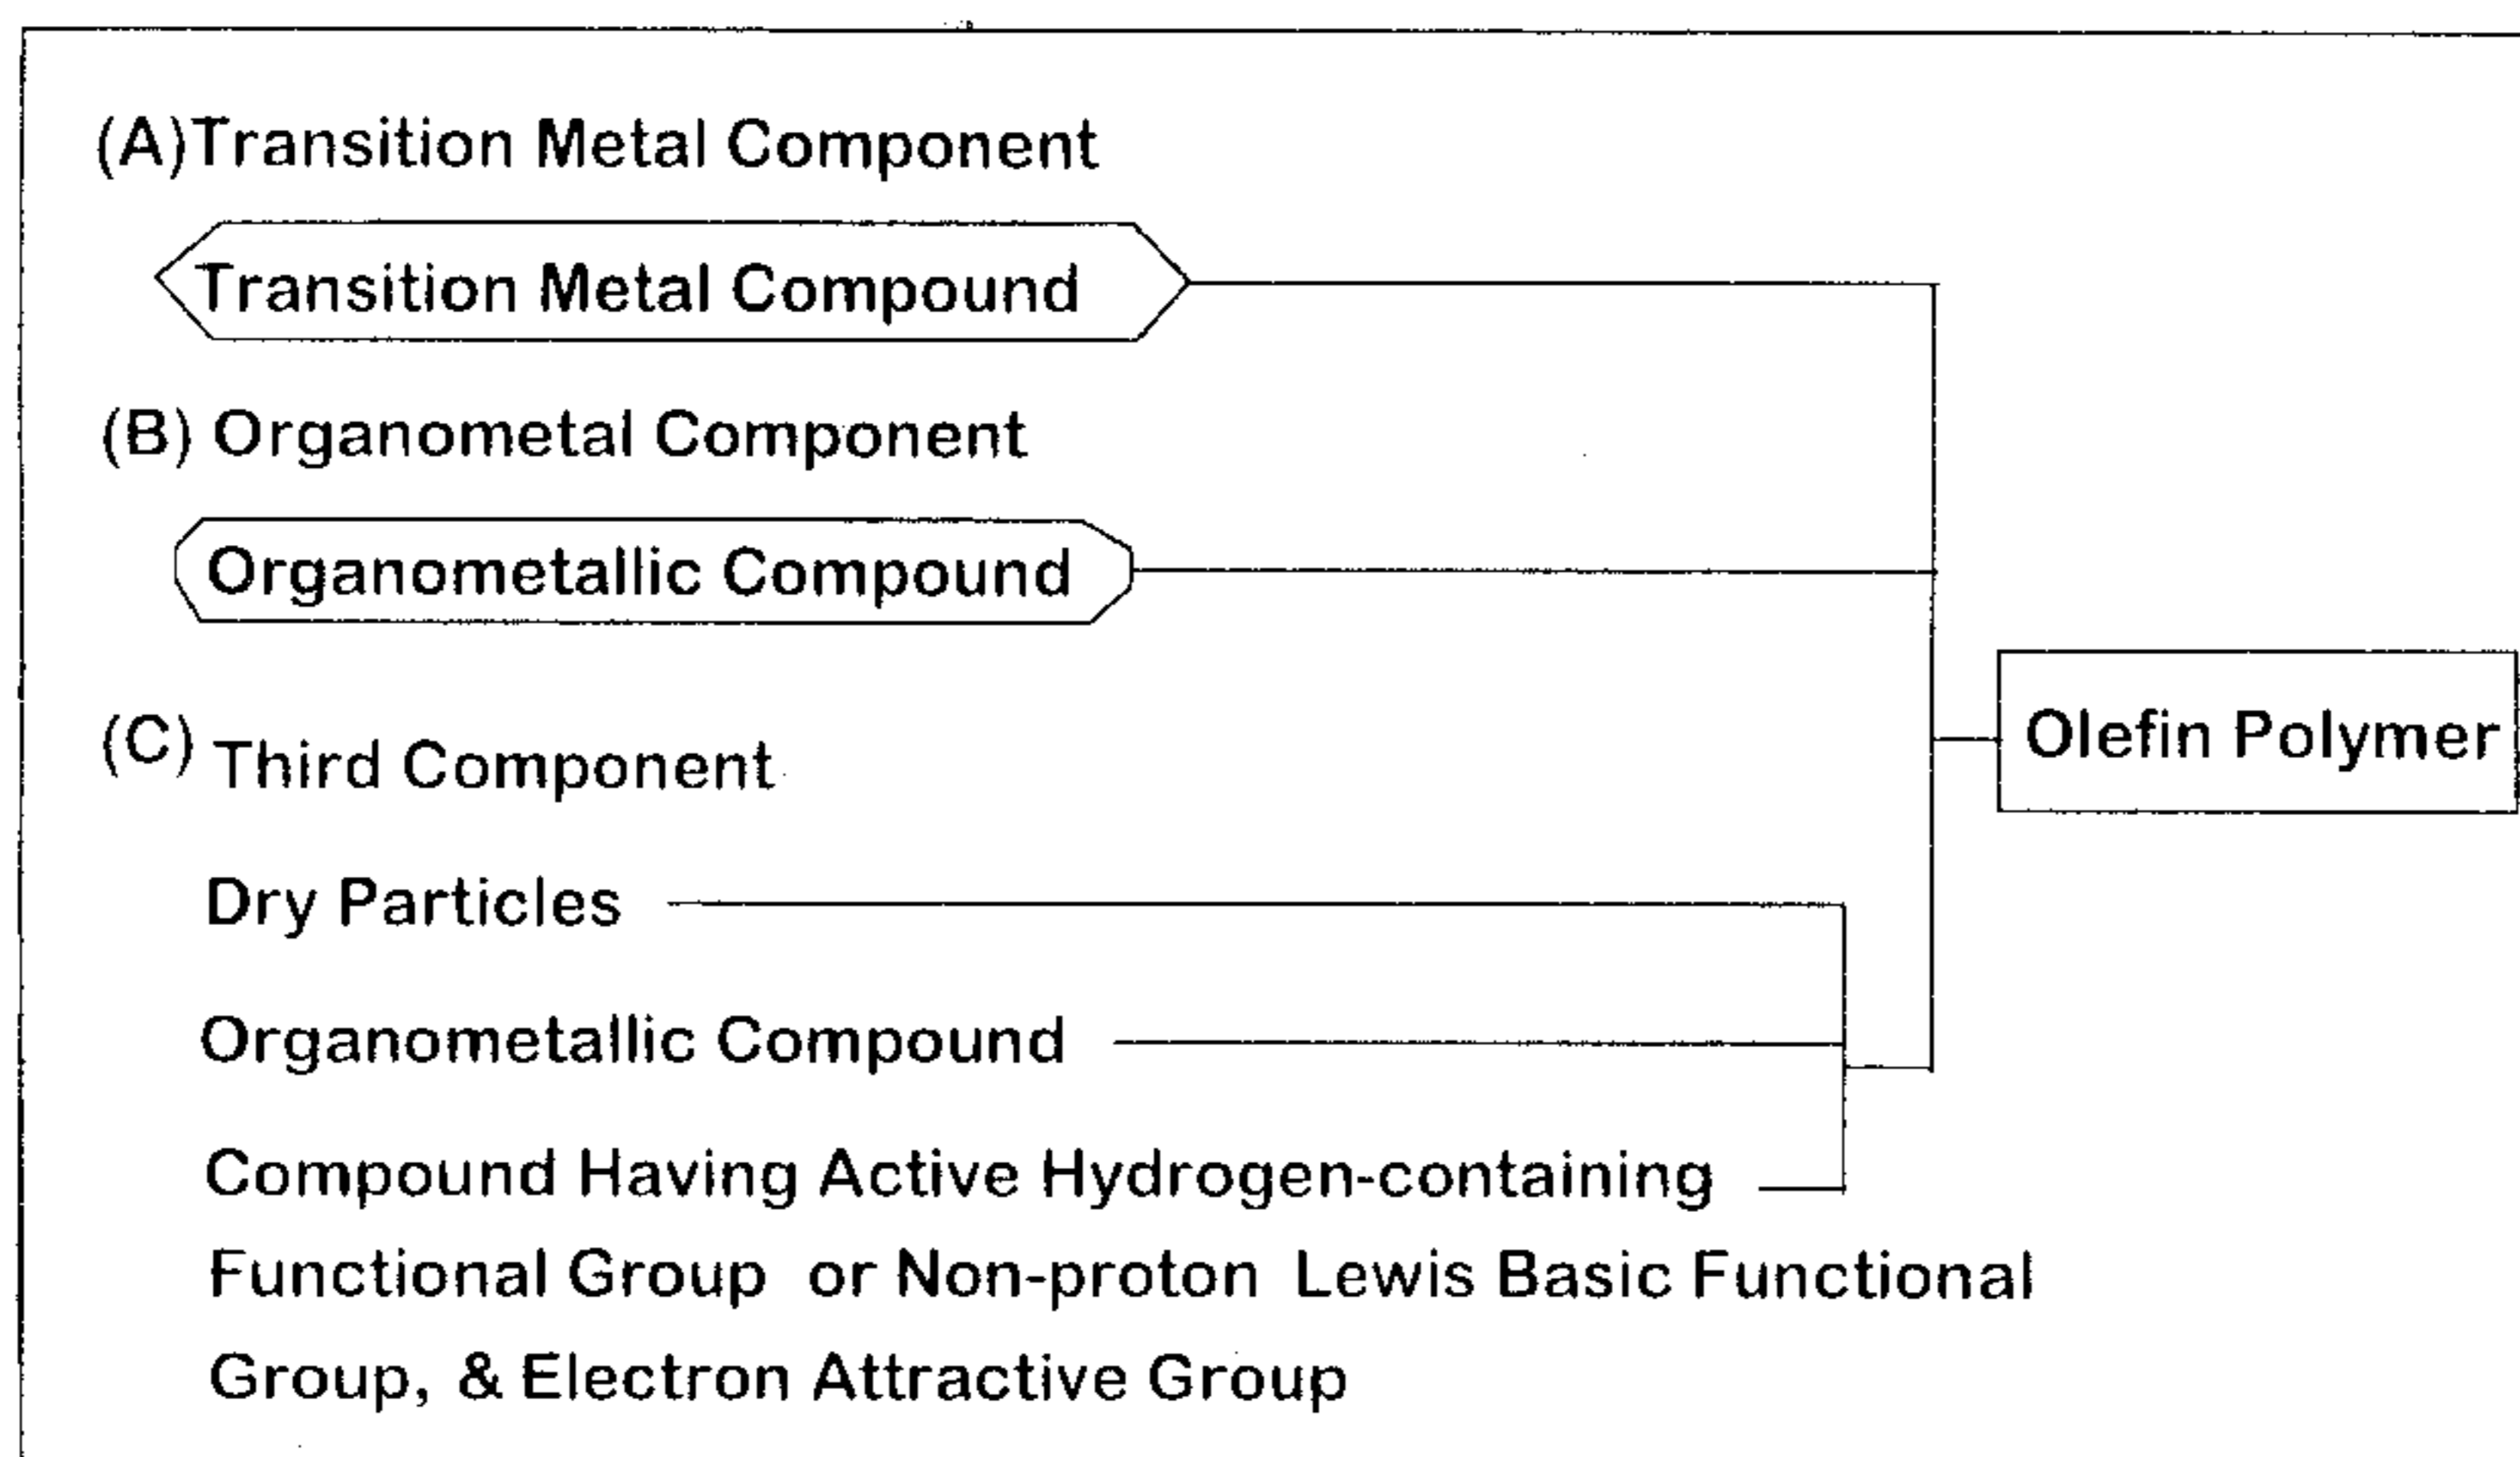 (A)Transition Metal Component
Transition Metal Compound
(B) Organometal Component
Organometallic Compound
(C) Third Component
Olefin Polymer
Dry Particles
Organometallic Compound
Compound Having Active Hydrogen-containing
Functional Group or Non-proton Lewis Basic Functional
Group, & Electron Attractive Group